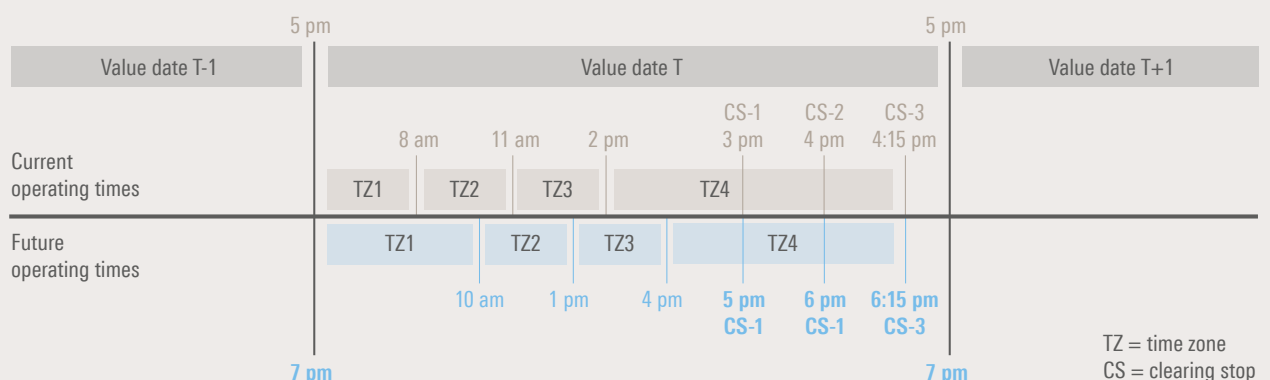 5 pm 5 pm
Value date T-1 Value date T Value date T+1
CS-1 CS-2 CS-3
8 am 11 am 2 pm 3 pm 4 pm 4:15 pm
Current
operating times
TZ1 TZ2 TZ3 TZ4
Future
operating times
TZ1 TZ2 TZ3 TZ4
10 am 1 pm 4 pm 5 pm 6 pm 6:15 pm
CS-1 CS-1 CS-3
TZ = time zone
CS = clearing stop
7 pm 7 pm